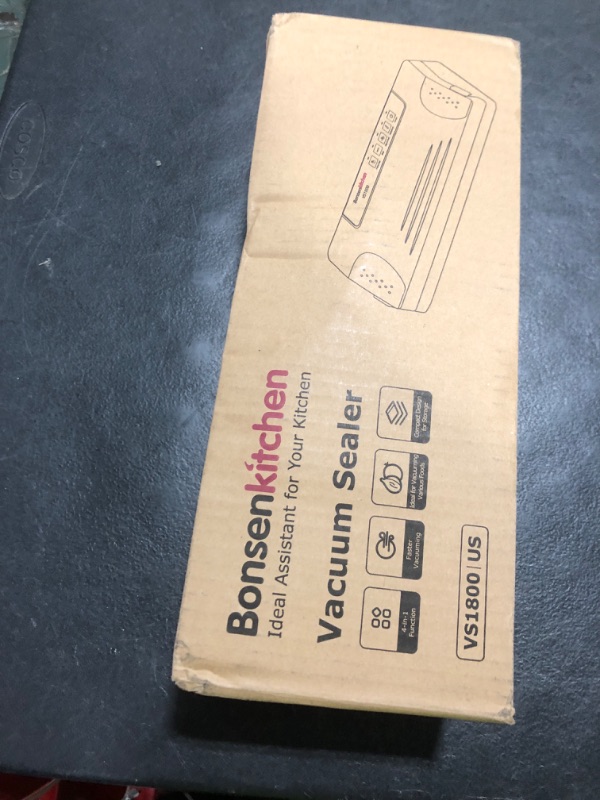 Bonsenkitchen
Ideal Assistant for Your Kitchen
Vacuum Sealer
4-in-1
Function
Faster
Vacuuming
Ideal for Vacuuming
Various Foods
Compact Design
for Storage
VS1800 | US
Bonsenkitchen